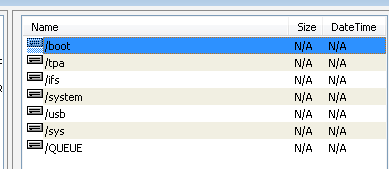 Name Size DateTime
/boot N/A N/A
/tpa N/A N/A
/ifs N/A N/A
/system N/A N/A
/usb N/A N/A
/sys N/A N/A
/QUEUE N/A N/A